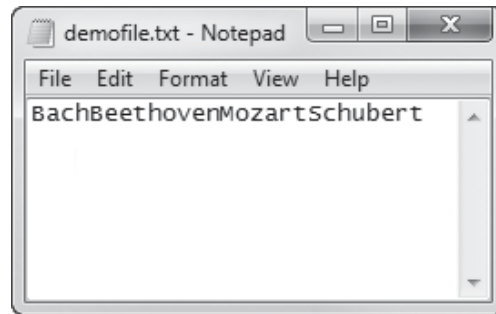 demofile.txt - Notepad
File Edit Format View Help
BachBeethovenMozartSchubert